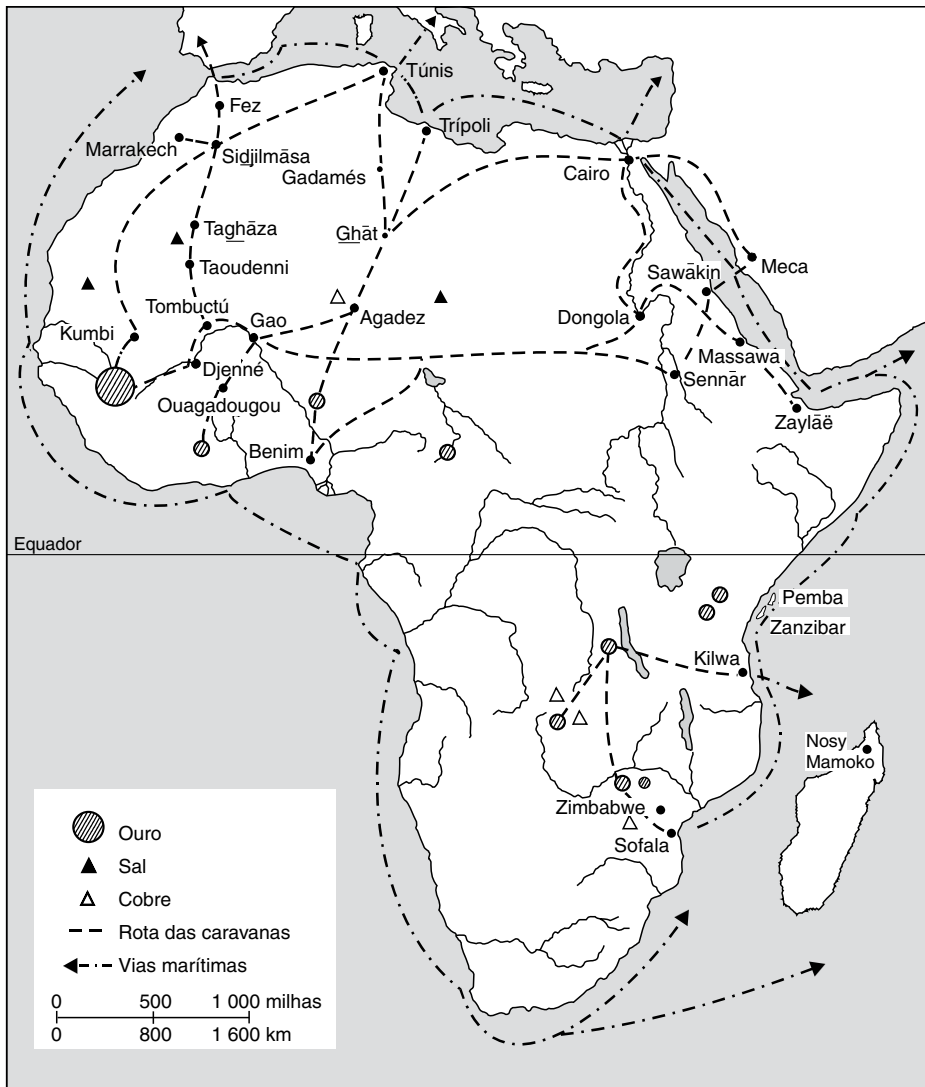 Túnis
Fez
Trípoli
Marrakech
Sidjilmāsa
Gadamés
Cairo
Taghāza
Ghāt
Meca
Taoudenni
Sawākin
Tombuctú
Gao
Agadez
Dongola
Kumbi
Djenné
Massawa
Ouagadougou
Sennār
Zaylāë
Benim
Equador
Pemba
Zanzibar
Kilwa
Nosy
Mamoko
Zimbabwe
Sofala
Ouro
Sal
Cobre
Rota das caravanas
Vias marítimas
0 500 1 000 milhas
0 800 1 600 km